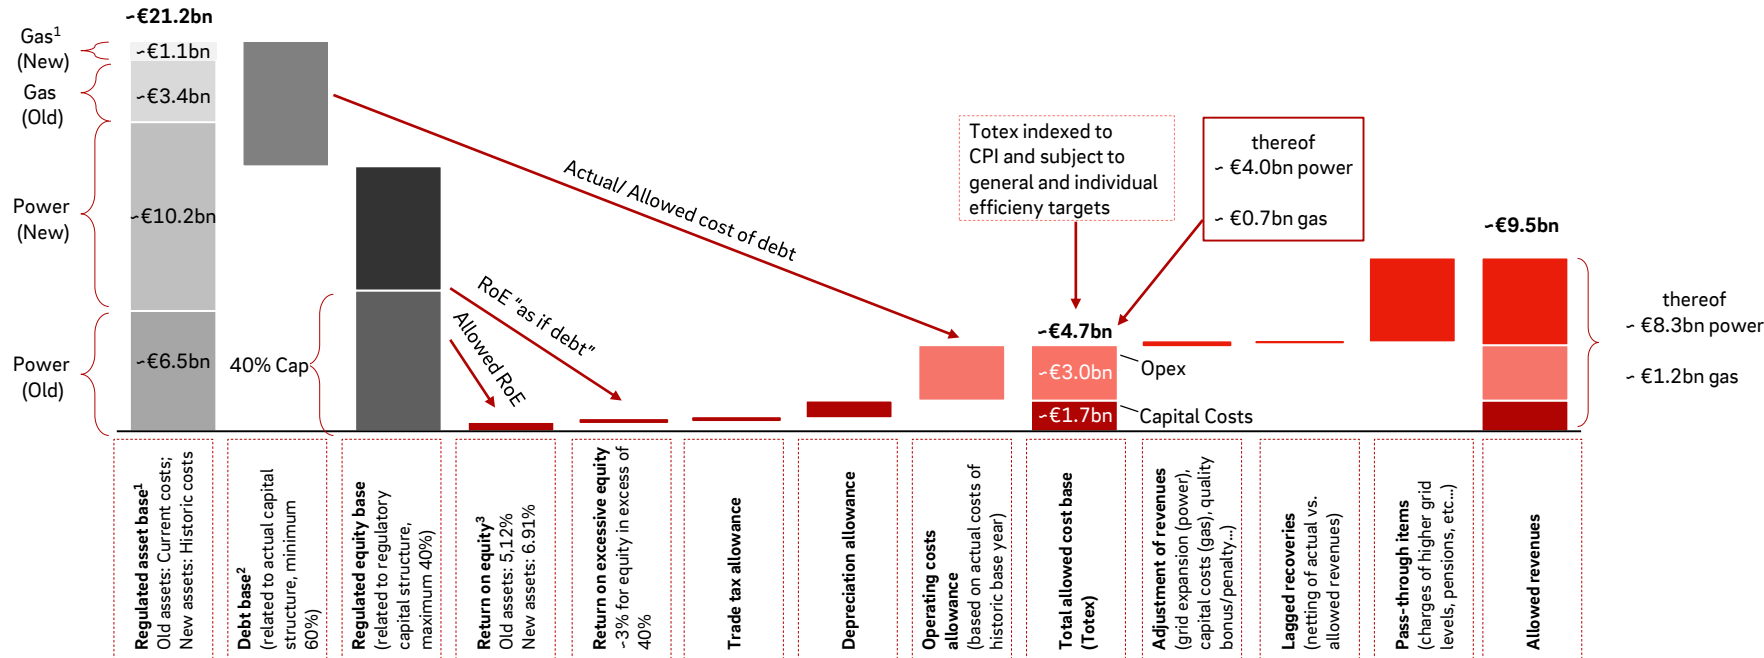 ~€21.2bn
Gas¹
(New)
~€1.1bn
Gas
(Old)
~€3.4bn
Power
(New)
~€10.2bn
Power
(Old)
~€6.5bn
40% Cap
Actual/ Allowed cost of debt
RoE "as if debt"
Allowed RoE
Totex indexed to
CPI and subject to
general and individual
efficieny targets
thereof
~ €4.0bn power
~ €0.7bn gas
~€4.7bn
~€3.0bn
Opex
~€1.7bn
Capital Costs
~€9.5bn
thereof
~ €8.3bn power
~ €1.2bn gas
Regulated asset base¹
Old assets: Current costs;
New assets: Historic costs
Debt base²
(related to actual capital
structure, minimum
60%)
Regulated equity base
(related to regulatory
capital structure,
maximum 40%)
Return on equity³
Old assets: 5,12%
New assets: 6.91%
Return on excessive equity
~3% for equity in excess of
40%
Trade tax allowance
Depreciation allowance
Operating costs
allowance
(based on actual costs of
historic base year)
Total allowed cost base
(Totex)
Adjustment of revenues
(grid expansion (power),
capital costs (gas), quality
bonus/penalty...)
Lagged recoveries
(netting of actual vs.
allowed revenues)
Pass-through items
(charges of higher grid
levels, pensions, etc...)
Allowed revenues